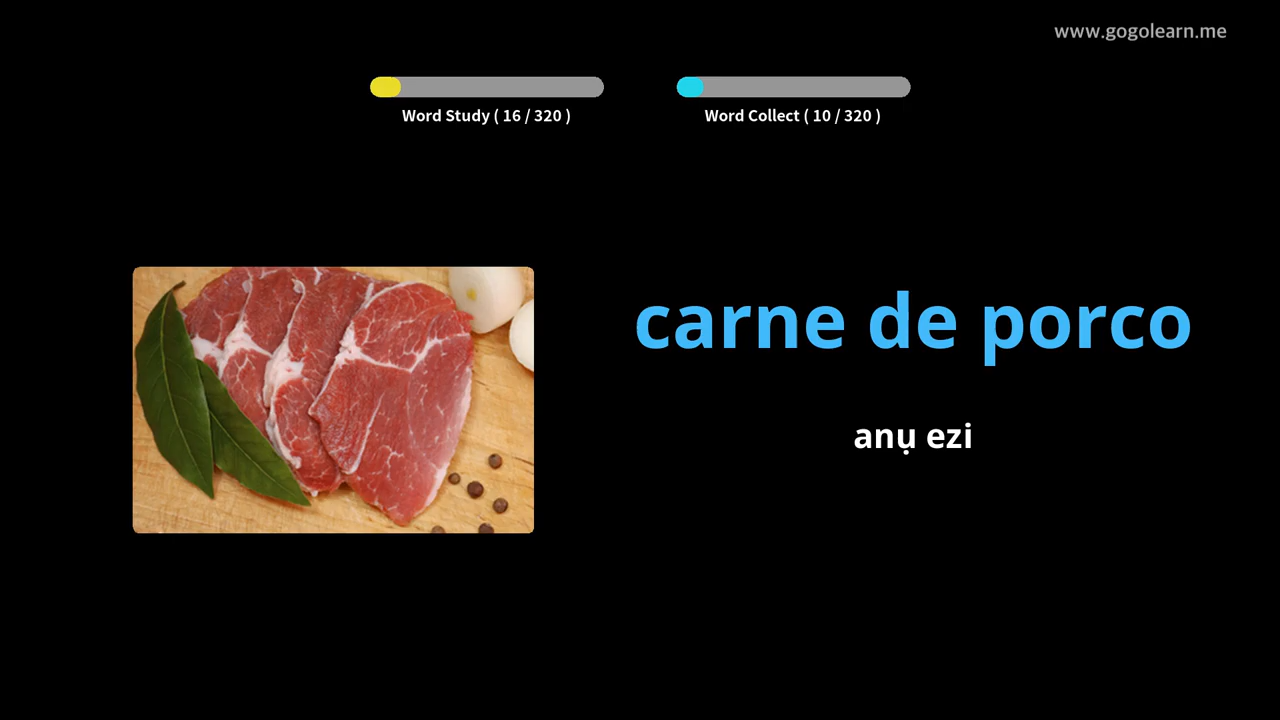 www.gogolearn.me
Word Study ( 16 / 320 )
Word Collect ( 10 / 320 )
carne de porco
anụ ezi